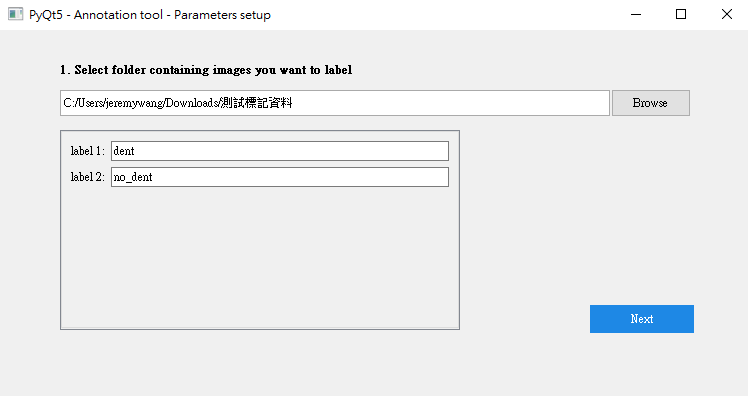 PyQt5 - Annotation tool - Parameters setup
1. Select folder containing images you want to label
C:/Users/jeremywang/Downloads/測試標記資料
Browse
label 1: dent
label 2: no_dent
Next